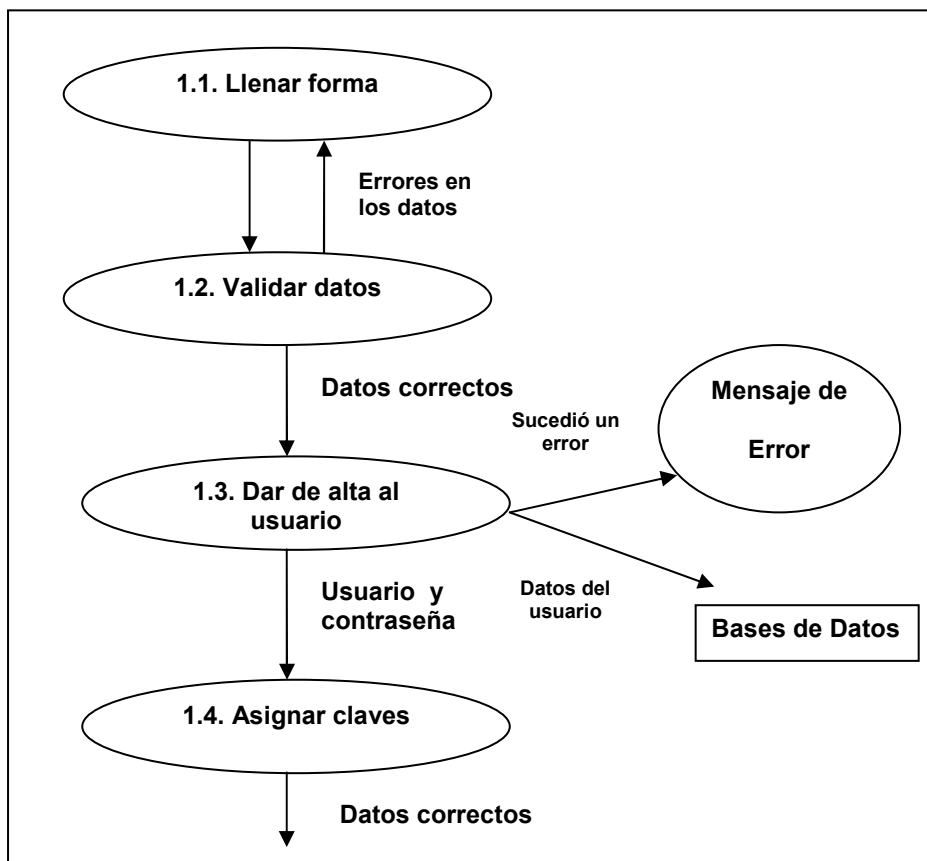 1.1. Llenar forma
Errores en
los datos
1.2. Validar datos
Datos correctos
Sucedió un
error
Mensaje de
Error
1.3. Dar de alta al
usuario
Usuario y
contraseña
Datos del
usuario
Bases de Datos
1.4. Asignar claves
Datos correctos